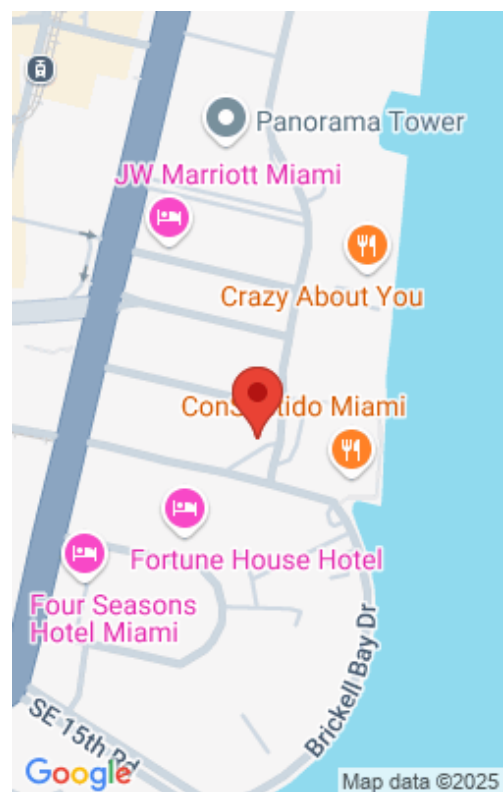 Panorama Tower
JW Marriott Miami
Crazy About You
Miami
Fortune House Hotel
Four Seasons
Hotel Miami
Brickell Bay Dr
SE 15th Rd
Google
Map data ©2025